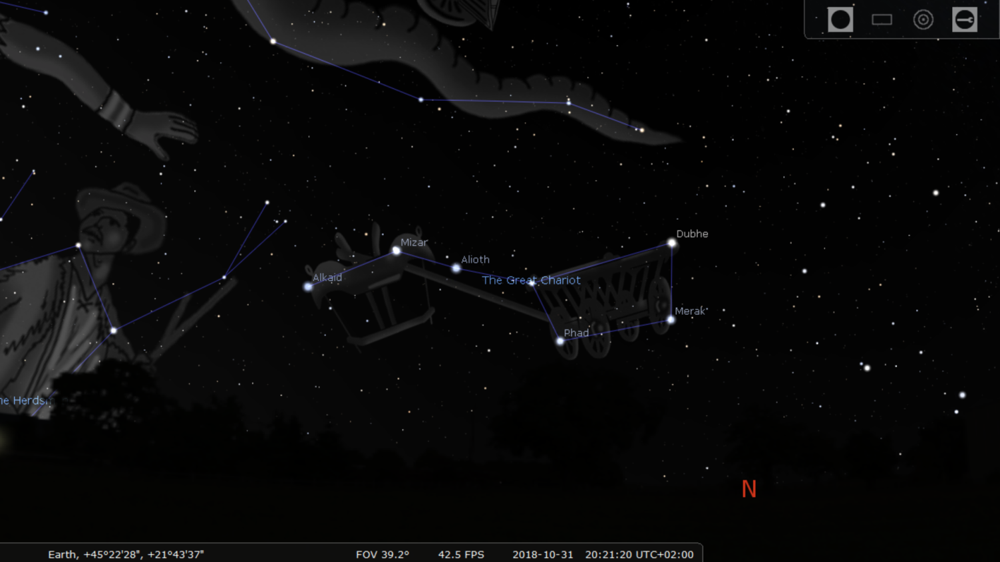 Dubhe
Mizar
Alioth
Alkaid
The Great Chariot
Merak
Phad
he Herdsm
N
Earth, +45°22'28", +21°43'37" FOV 39.2° 42.5 FPS 2018-10-31 20:21:20 UTC+02:00